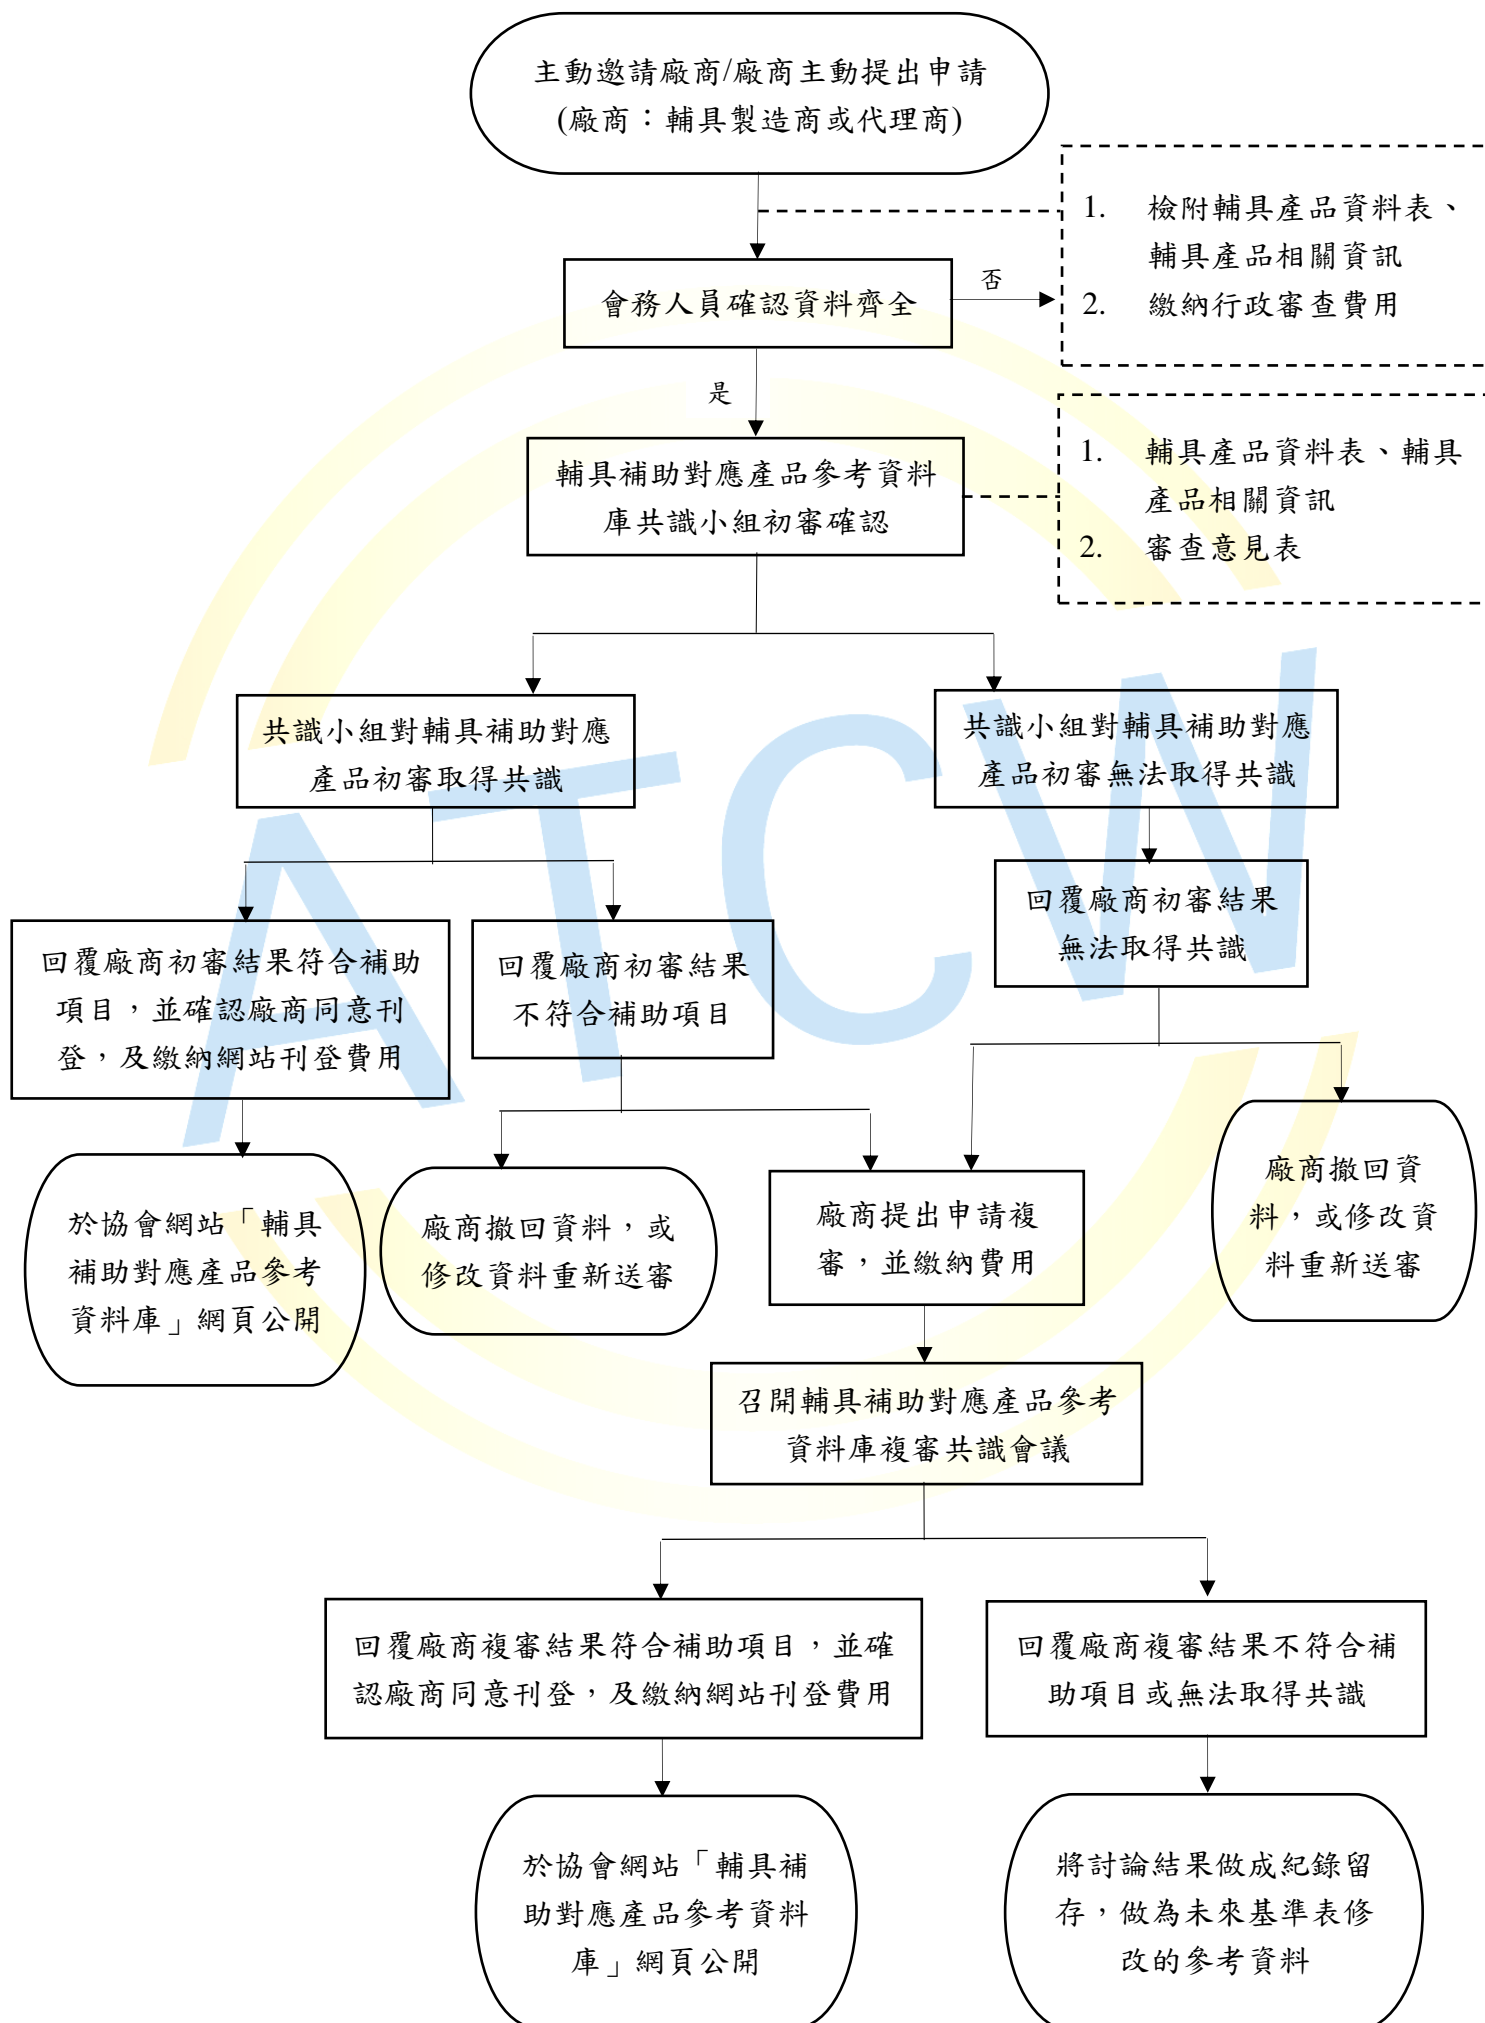 主動邀請廠商/廠商主動提出申請
(廠商：輔具製造商或代理商)
1. 檢附輔具產品資料表、
輔具產品相關資訊
2. 繳納行政審查費用
會務人員確認資料齊全
否
是
輔具補助對應產品參考資料
庫共識小組初審確認
1. 輔具產品資料表、輔具
產品相關資訊
2. 審查意見表
共識小組對輔具補助對應
產品初審取得共識
共識小組對輔具補助對應
產品初審無法取得共識
回覆廠商初審結果
無法取得共識
回覆廠商初審結果符合補助
項目，並確認廠商同意刊
登，及繳納網站刊登費用
回覆廠商初審結果
不符合補助項目
於協會網站「輔具
補助對應產品參考
資料庫」網頁公開
廠商撤回資料，或
修改資料重新送審
廠商提出申請複
審，並繳納費用
廠商撤回資
料，或修改資
料重新送審
召開輔具補助對應產品參考
資料庫複審共識會議
回覆廠商複審結果符合補助項目，並確
認廠商同意刊登，及繳納網站刊登費用
回覆廠商複審結果不符合補
助項目或無法取得共識
於協會網站「輔具補
助對應產品參考資料
庫」網頁公開
將討論結果做成紀錄留
存，做為未來基準表修
改的參考資料
ATCW